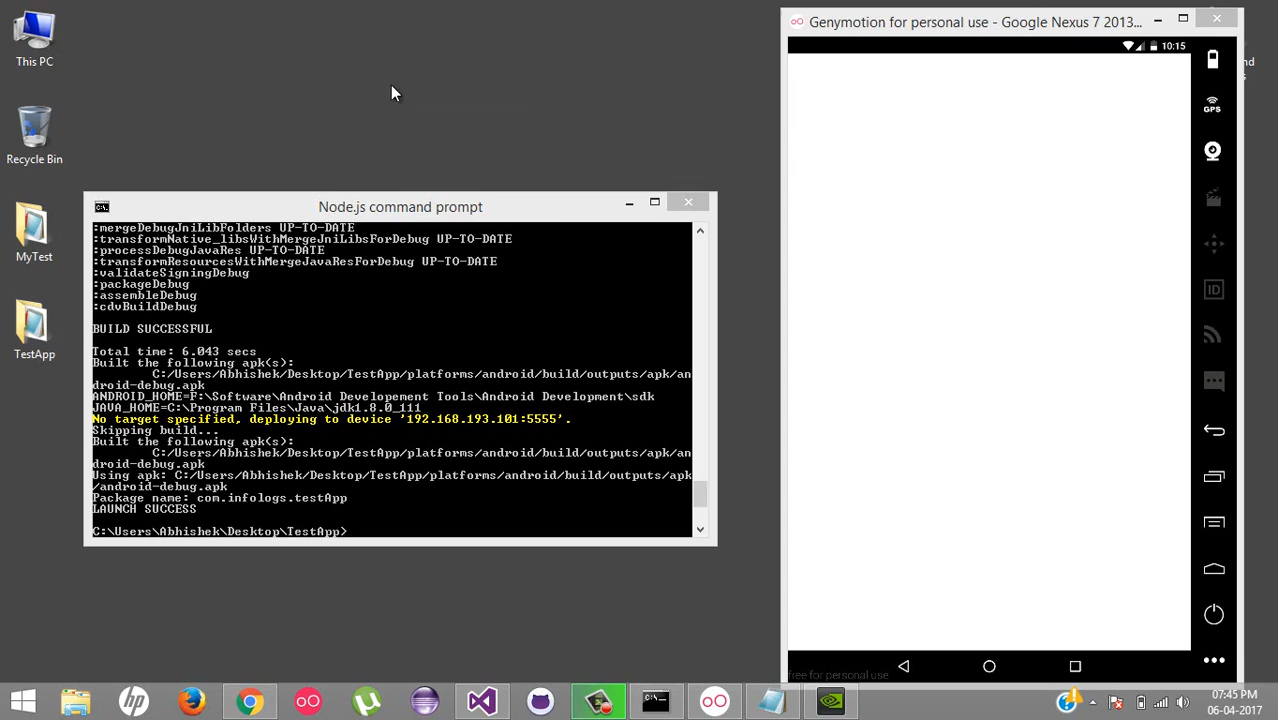 This PC
Recycle Bin
MyTest
TestApp
Node.js command prompt
:mergeDebugJniLibFolders UP-TO-DATE
:transformNative_libsWithMergeJniLibsForDebug UP-TO-DATE
:processDebugJavaRes UP-TO-DATE
:transformResourcesWithMergeJavaResForDebug UP-TO-DATE
:validateSigningDebug
:packageDebug
:assembleDebug
:cdvBuildDebug
BUILD SUCCESSFUL
Total time: 6.043 secs
Built the following apk(s):
C:/Users/Abhishek/Desktop/TestApp/platforms/android/build/outputs/apk/an
droid-debug.apk
ANDROID_HOME=F:\Software\Android Developement Tools\Android Development\sdk
JAVA_HOME=C:\Program Files\Java\jdk1.8.0_111
No target specified, deploying to device '192.168.193.101:5555'.
Skipping build...
Built the following apk(s):
C:/Users/Abhishek/Desktop/TestApp/platforms/android/build/outputs/apk/an
droid-debug.apk
Using apk: C:/Users/Abhishek/Desktop/TestApp/platforms/android/build/outputs/apk
/android-debug.apk
Package name: com.infologs.testApp
LAUNCH SUCCESS
C:\Users\Abhishek\Desktop\TestApp>
Genymotion for personal use - Google Nexus 7 2013...
10:15
GPS
ID
free for personal use
hp
07:45 PM
06-04-2017